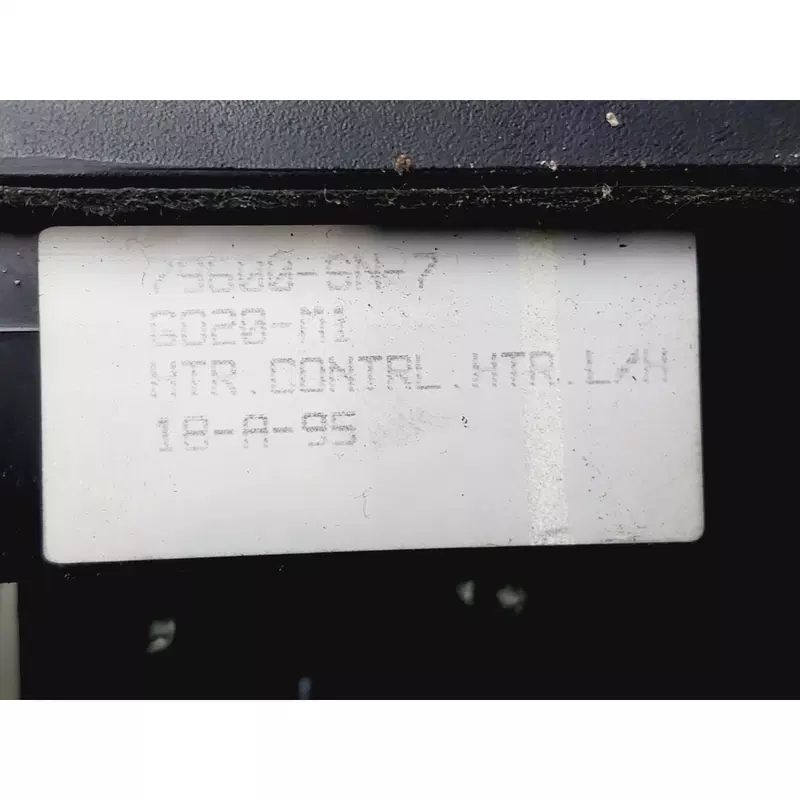 79600-SN-7
G020-M1
HTR.CONTRL.HTR.L/H
18-A-95